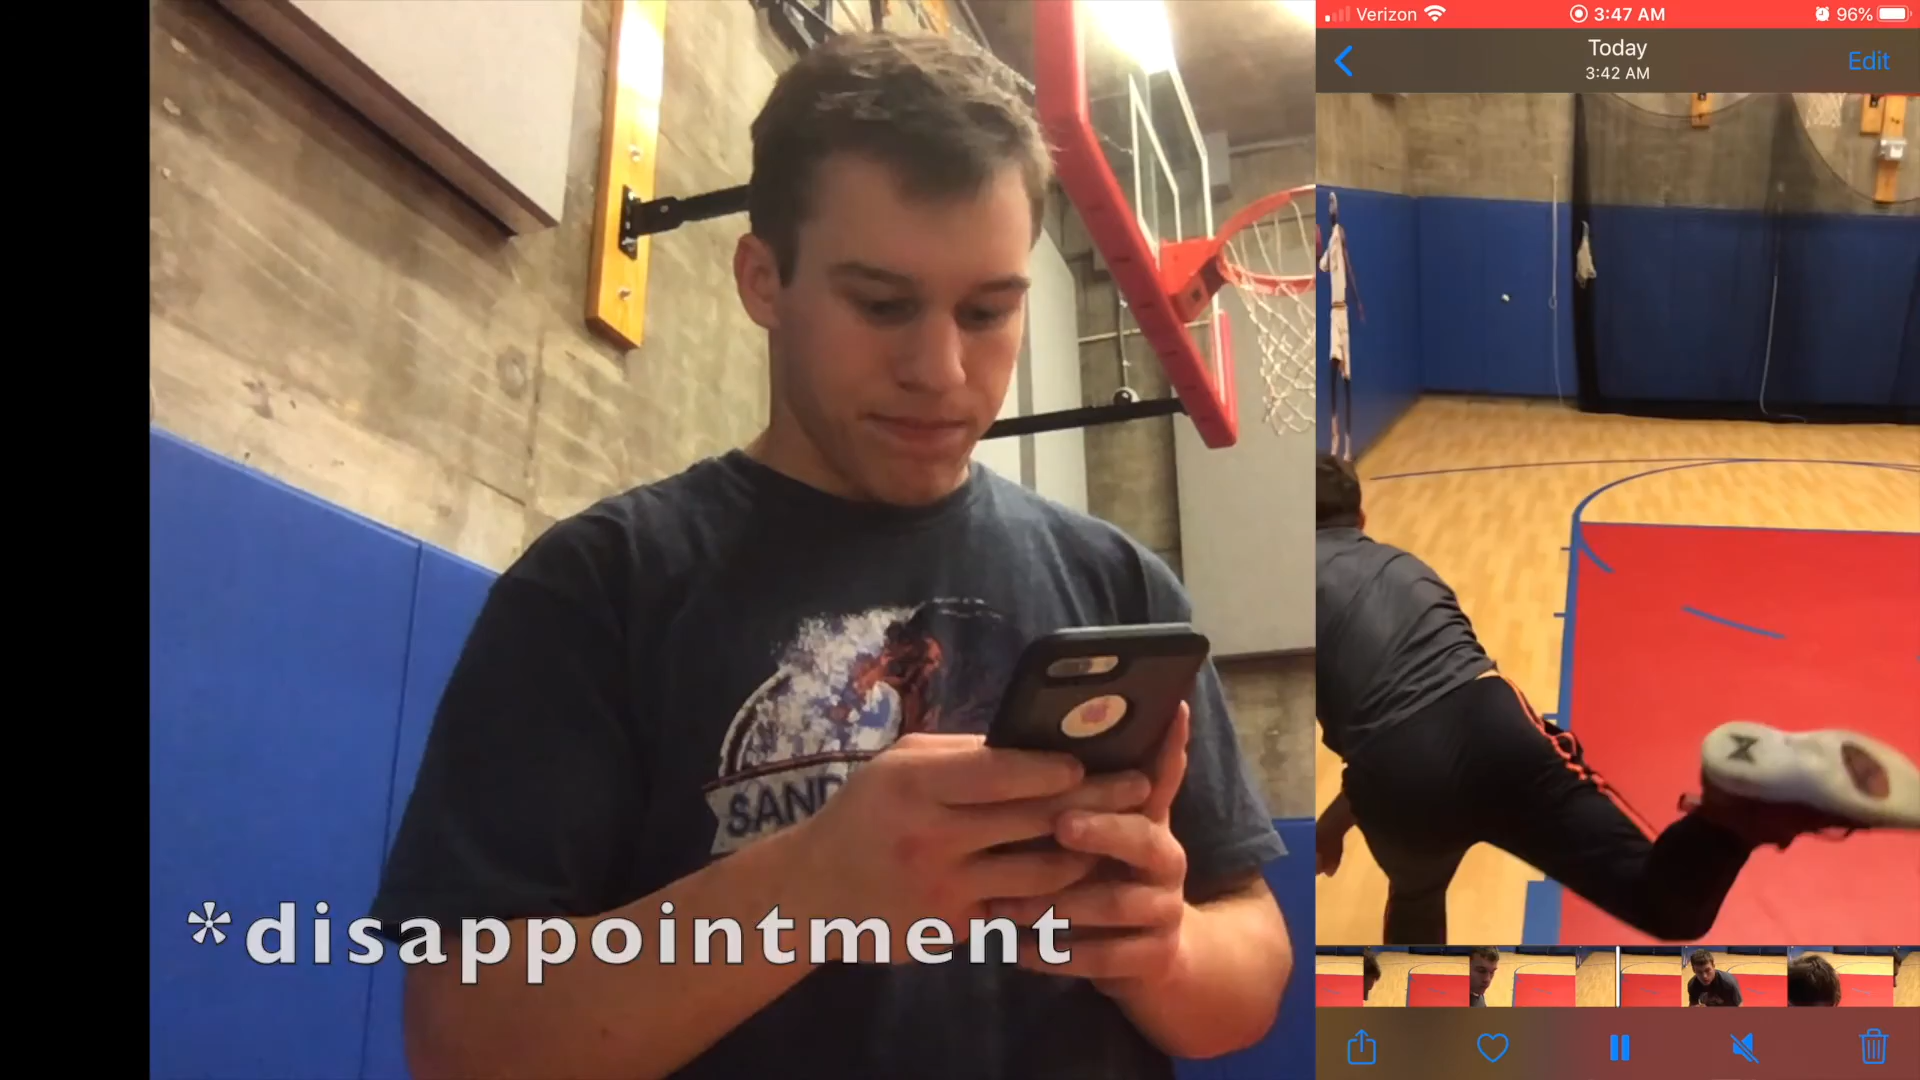 Verizon 3:47 AM 96%
Today
3:42 AM
Edit
SAND
*disappointment